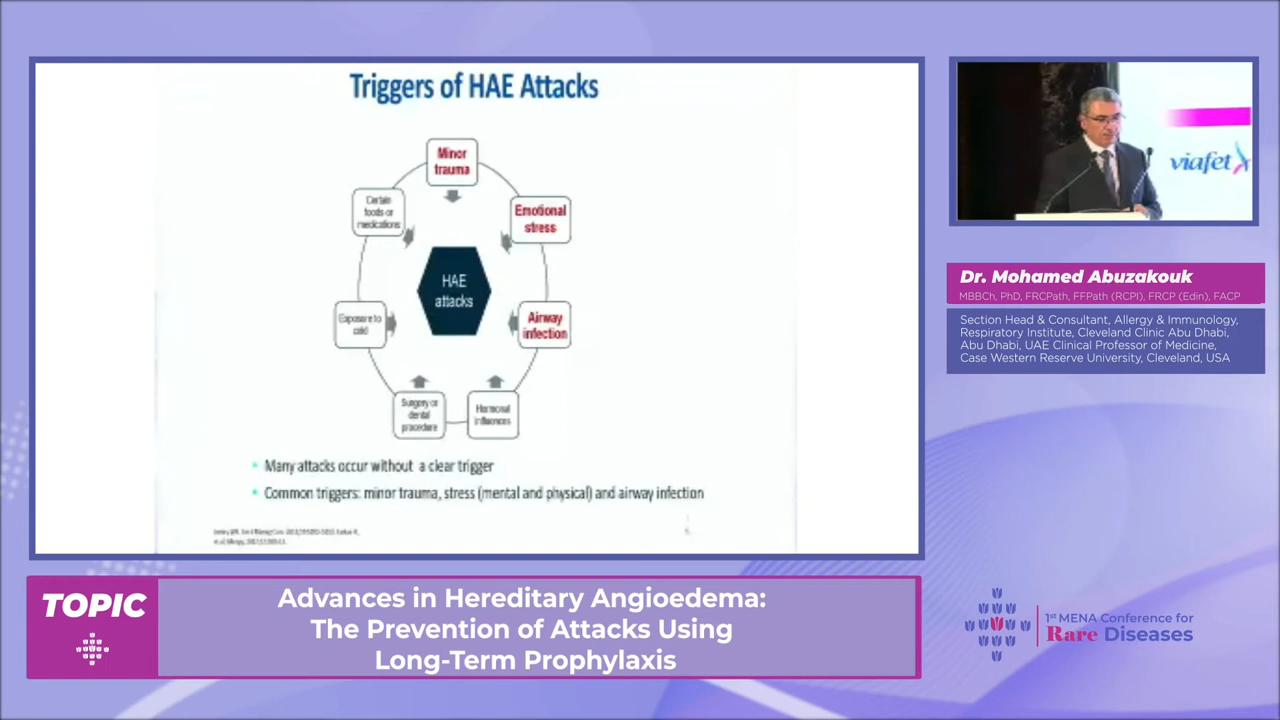 Triggers of HAE Attacks
Minor
trauma
Certain
foods or
medications
Emotional
stress
HAE
attacks
Exposure to
cold
Airway
infection
Surgery or
dental
procedure
Hormonal
influences
• Many attacks occur without a clear trigger
• Common triggers: minor trauma, stress (mental and physical) and airway infection
viafet
Dr. Mohamed Abuzakouk
MBBCh, PhD, FRCPath, FFPath (RCPI), FRCP (Edin), FACP
Section Head & Consultant, Allergy & Immunology,
Respiratory Institute, Cleveland Clinic Abu Dhabi,
Abu Dhabi, UAE Clinical Professor of Medicine,
Case Western Reserve University, Cleveland, USA
TOPIC
Advances in Hereditary Angioedema:
The Prevention of Attacks Using
Long-Term Prophylaxis
1st MENA Conference for
Rare Diseases